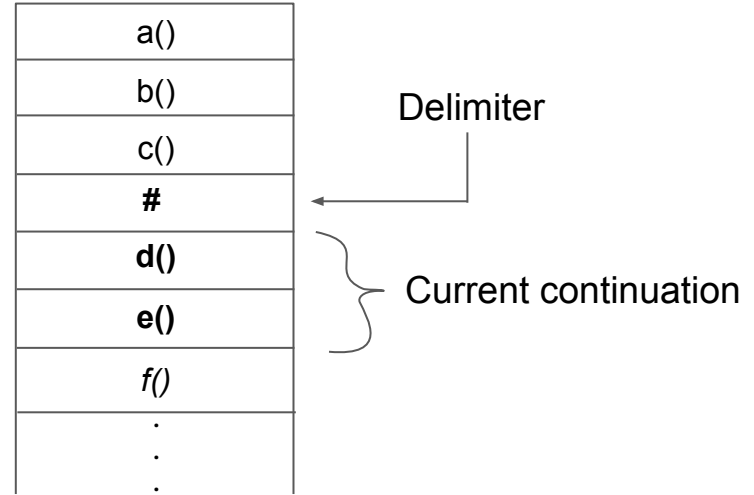 a()
b()
Delimiter
c()
#
d()
Current continuation
e()
f()
.
.
.